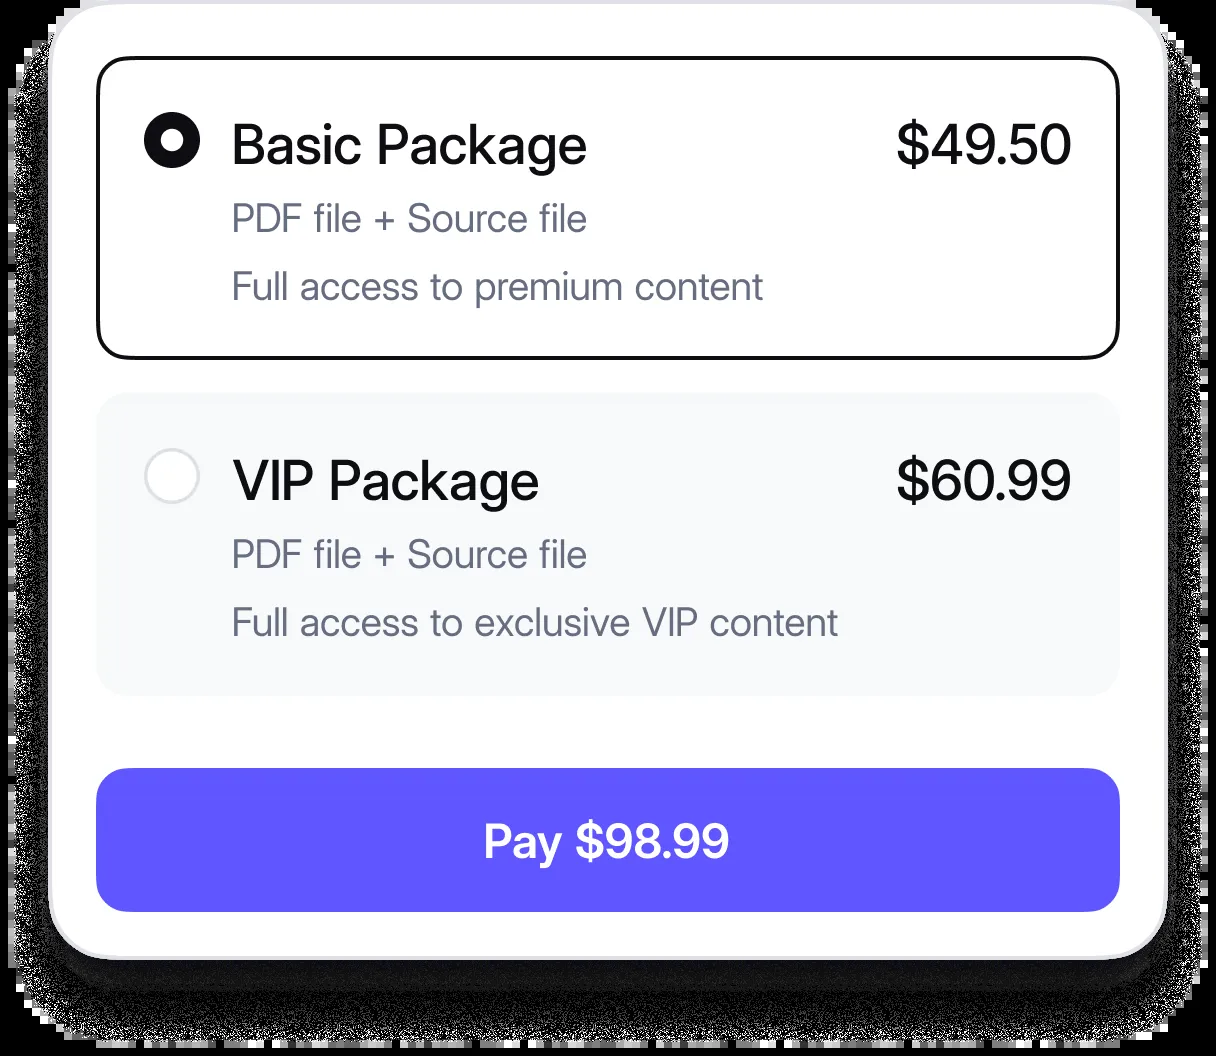 Basic Package $49.50
PDF file + Source file
Full access to premium content
VIP Package $60.99
PDF file + Source file
Full access to exclusive VIP content
Pay $98.99